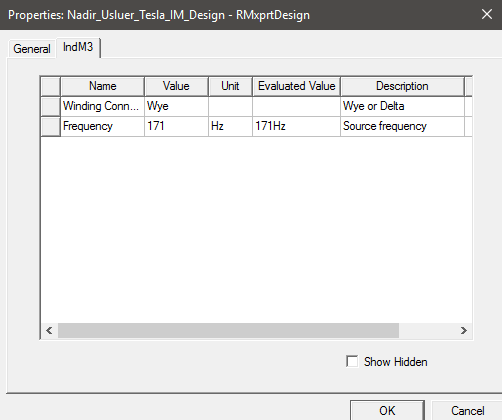 Properties: Nadir_Usluer_Tesla_IM_Design - RMxprtDesign
General IndM3
Name Value Unit Evaluated Value Description
Winding Conn... Wye Wye or Delta
Frequency 171 Hz 171Hz Source frequency
Show Hidden
OK Cancel